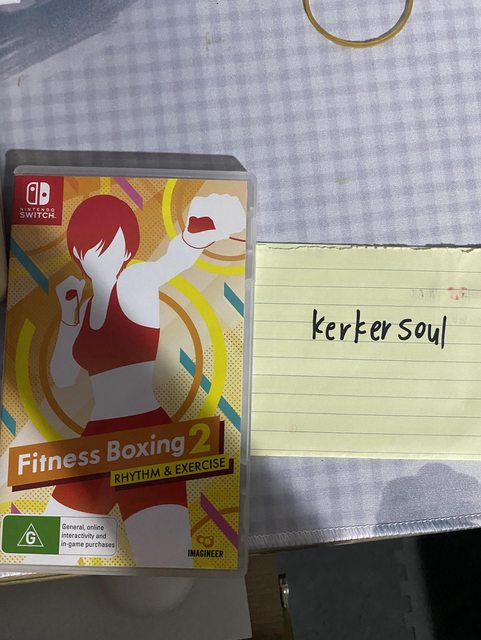 NINTENDO
SWITCH
Fitness Boxing 2
RHYTHM & EXERCISE
G
General, online
interactivity and
in-game purchases
IMAGINEER
kerkersoul